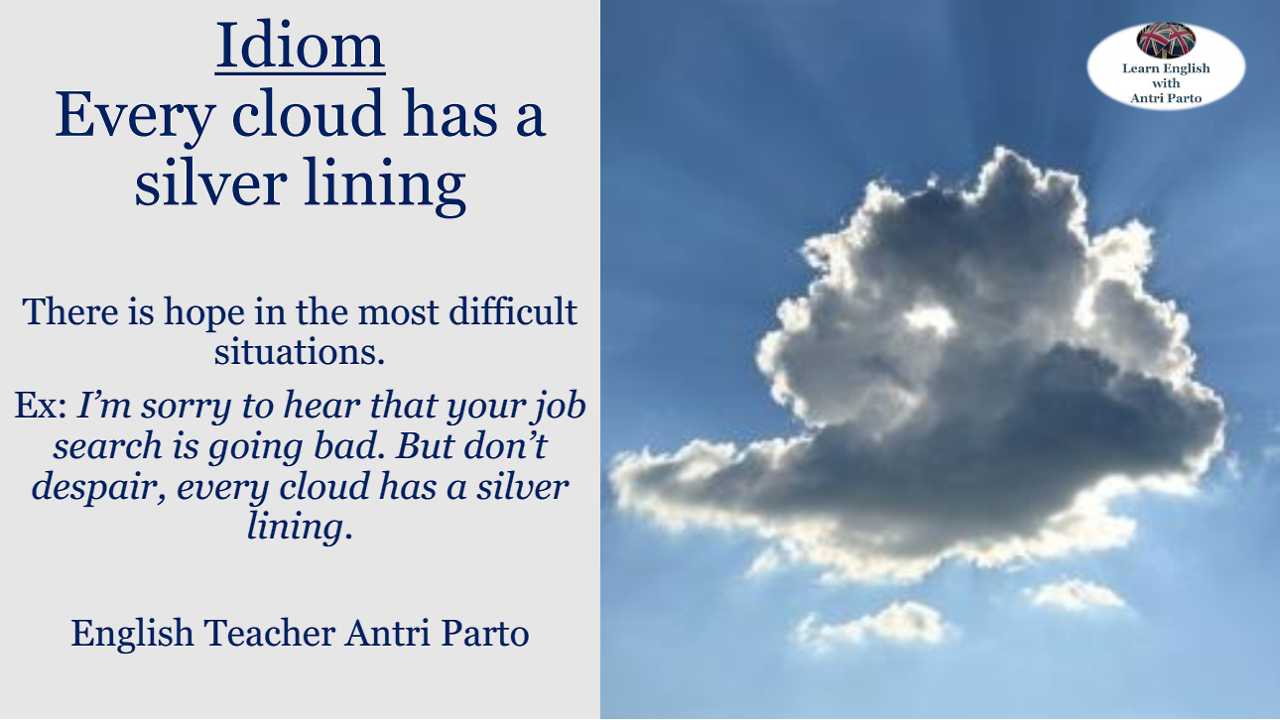 Idiom
Every cloud has a
silver lining
There is hope in the most difficult
situations.
Ex: I’m sorry to hear that your job
search is going bad. But don’t
despair, every cloud has a silver
lining.
English Teacher Antri Parto
Learn English
with
Antri Parto